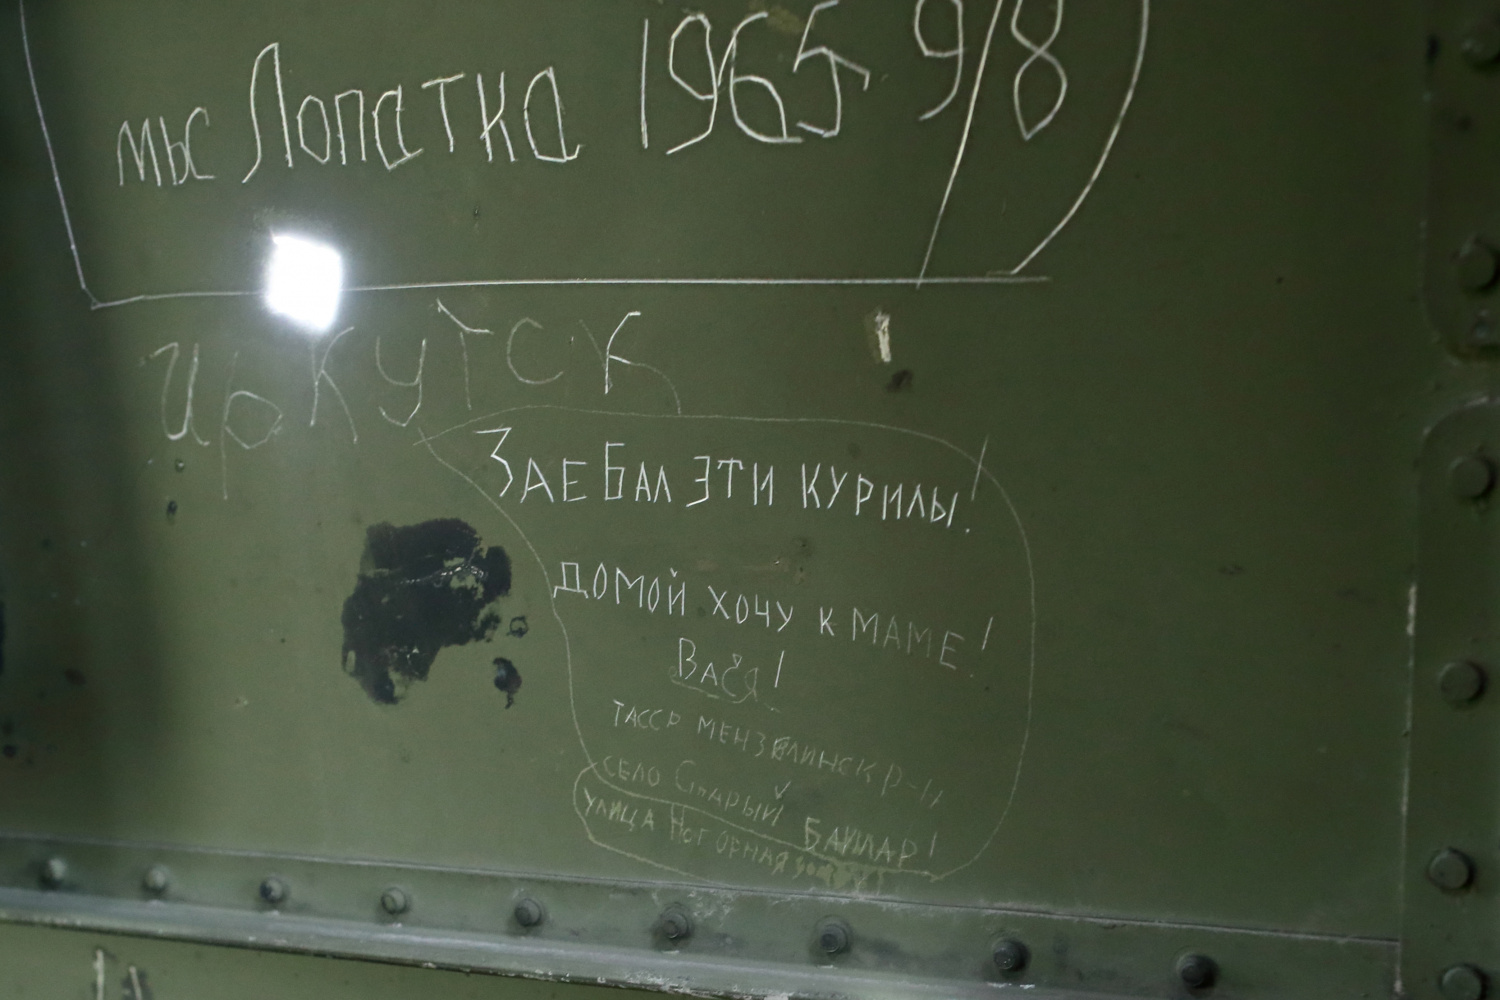 мыс Лопатка 1965 9/8
иркутск
ЗАЕБАЛ ЭТИ КУРИЛЫ!
ДОМОЙ ХОЧУ К МАМЕ!
ВАСЯ!
ТАССР МЕНЗЕЛИНСК Р-Н
СЕЛО СтАРЫЙ БАЙЛАР!
УЛИЦА НОГОРНАЯ